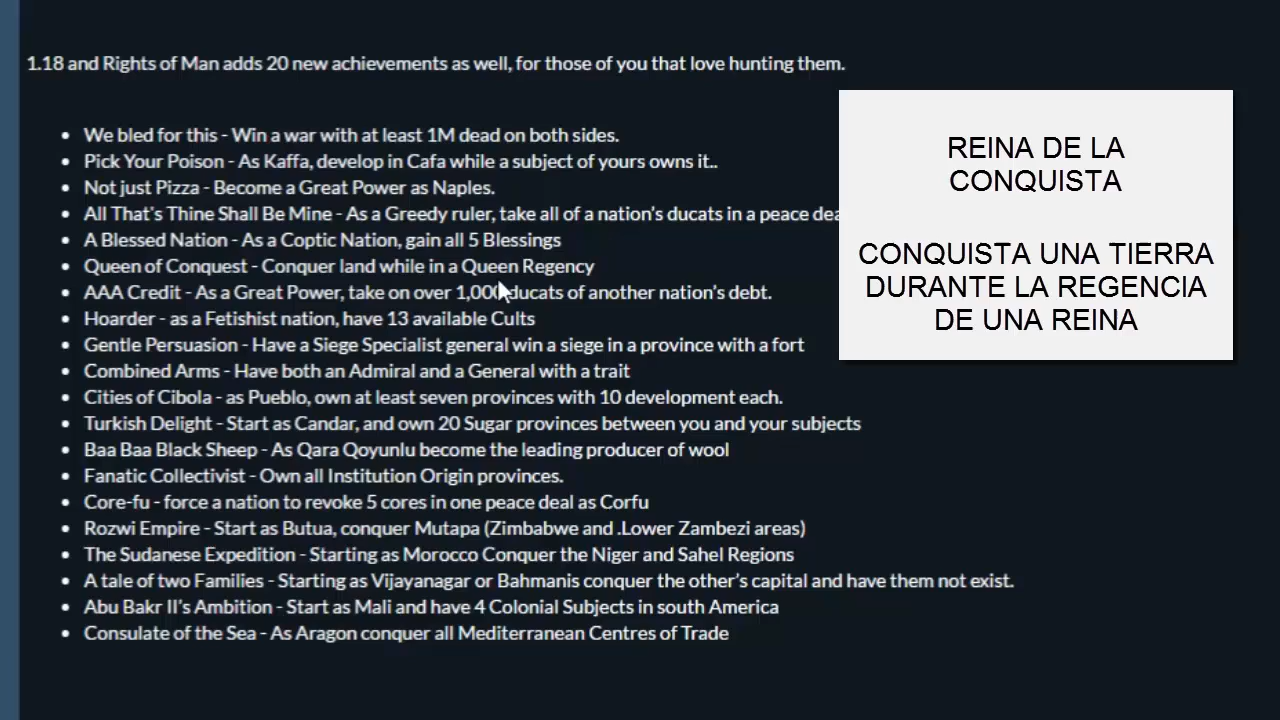 1.18 and Rights of Man adds 20 new achievements as well, for those of you that love hunting them.
We bled for this - Win a war with at least 1M dead on both sides.
Pick Your Poison - As Kaffa, develop in Cafa while a subject of yours owns it..
Not just Pizza - Become a Great Power as Naples.
All That's Thine Shall Be Mine - As a Greedy ruler, take all of a nation's ducats in a peace
A Blessed Nation - As a Coptic Nation, gain all 5 Blessings
Queen of Conquest - Conquer land while in a Queen Regency
AAA Credit - As a Great Power, take on over 1,000 ducats of another nation's debt.
Hoarder - as a Fetishist nation, have 13 available Cults
Gentle Persuasion - Have a Siege Specialist general win a siege in a province with a fort
Combined Arms - Have both an Admiral and a General with a trait
Cities of Cibola - as Pueblo, own at least seven provinces with 10 development each.
Turkish Delight - Start as Candar, and own 20 Sugar provinces between you and your subjects
Baa Baa Black Sheep - As Qara Qoyunlu become the leading producer of wool
Fanatic Collectivist - Own all Institution Origin provinces.
Core-fu - force a nation to revoke 5 cores in one peace deal as Corfu
Rozwi Empire - Start as Butua, conquer Mutapa (Zimbabwe and .Lower Zambezi areas)
The Sudanese Expedition - Starting as Morocco Conquer the Niger and Sahel Regions
A tale of two Families - Starting as Vijayanagar or Bahmanis conquer the other's capital and have them not exist.
Abu Bakr II's Ambition - Start as Mali and have 4 Colonial Subjects in south America
Consulate of the Sea - As Aragon conquer all Mediterranean Centres of Trade
REINA DE LA
CONQUISTA
CONQUISTA UNA TIERRA
DURANTE LA REGENCIA
DE UNA REINA